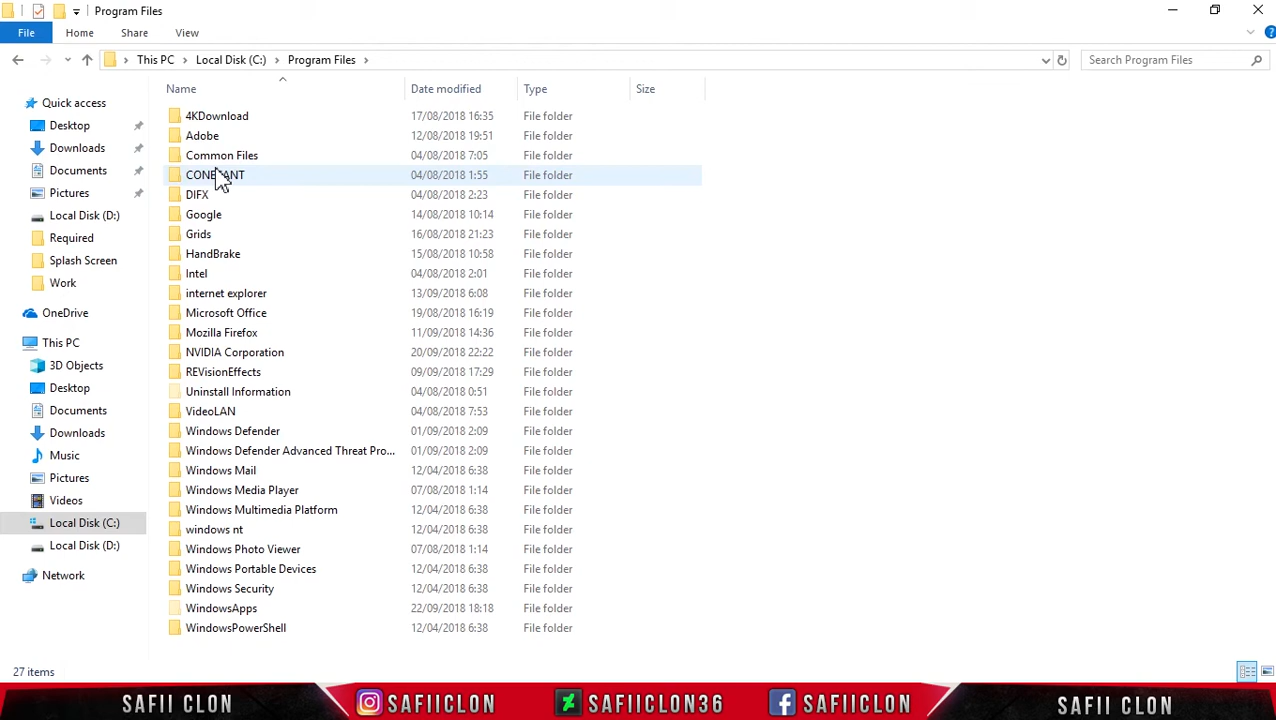 Program Files
File Home Share View
This PC Local Disk (C:) Program Files Search Program Files
Name Date modified Type Size
Quick access
Desktop
Downloads
Documents
Pictures
Local Disk (D:)
Required
Splash Screen
Work
OneDrive
This PC
3D Objects
Desktop
Documents
Downloads
Music
Pictures
Videos
Local Disk (C:)
Local Disk (D:)
Network
4KDownload 17/08/2018 16:35 File folder
Adobe 12/08/2018 19:51 File folder
Common Files 04/08/2018 7:05 File folder
04/08/2018 1:55 File folder
DIFX 04/08/2018 2:23 File folder
Google 14/08/2018 10:14 File folder
Grids 16/08/2018 21:23 File folder
HandBrake 15/08/2018 10:58 File folder
Intel 04/08/2018 2:01 File folder
internet explorer 13/09/2018 6:08 File folder
Microsoft Office 19/08/2018 16:19 File folder
Mozilla Firefox 11/09/2018 14:36 File folder
NVIDIA Corporation 20/09/2018 22:22 File folder
REVisionEffects 09/09/2018 17:29 File folder
Uninstall Information 04/08/2018 0:51 File folder
VideoLAN 04/08/2018 7:53 File folder
Windows Defender 01/09/2018 2:09 File folder
Windows Defender Advanced Threat Pro... 01/09/2018 2:09 File folder
Windows Mail 12/04/2018 6:38 File folder
Windows Media Player 07/08/2018 1:14 File folder
Windows Multimedia Platform 12/04/2018 6:38 File folder
windows nt 12/04/2018 6:38 File folder
Windows Photo Viewer 07/08/2018 1:14 File folder
Windows Portable Devices 12/04/2018 6:38 File folder
Windows Security 12/04/2018 6:38 File folder
WindowsApps 22/09/2018 18:18 File folder
WindowsPowerShell 12/04/2018 6:38 File folder
27 items
SAFII CLON SAFIICLON SAFIICLON36 SAFIICLON SAFII CLON